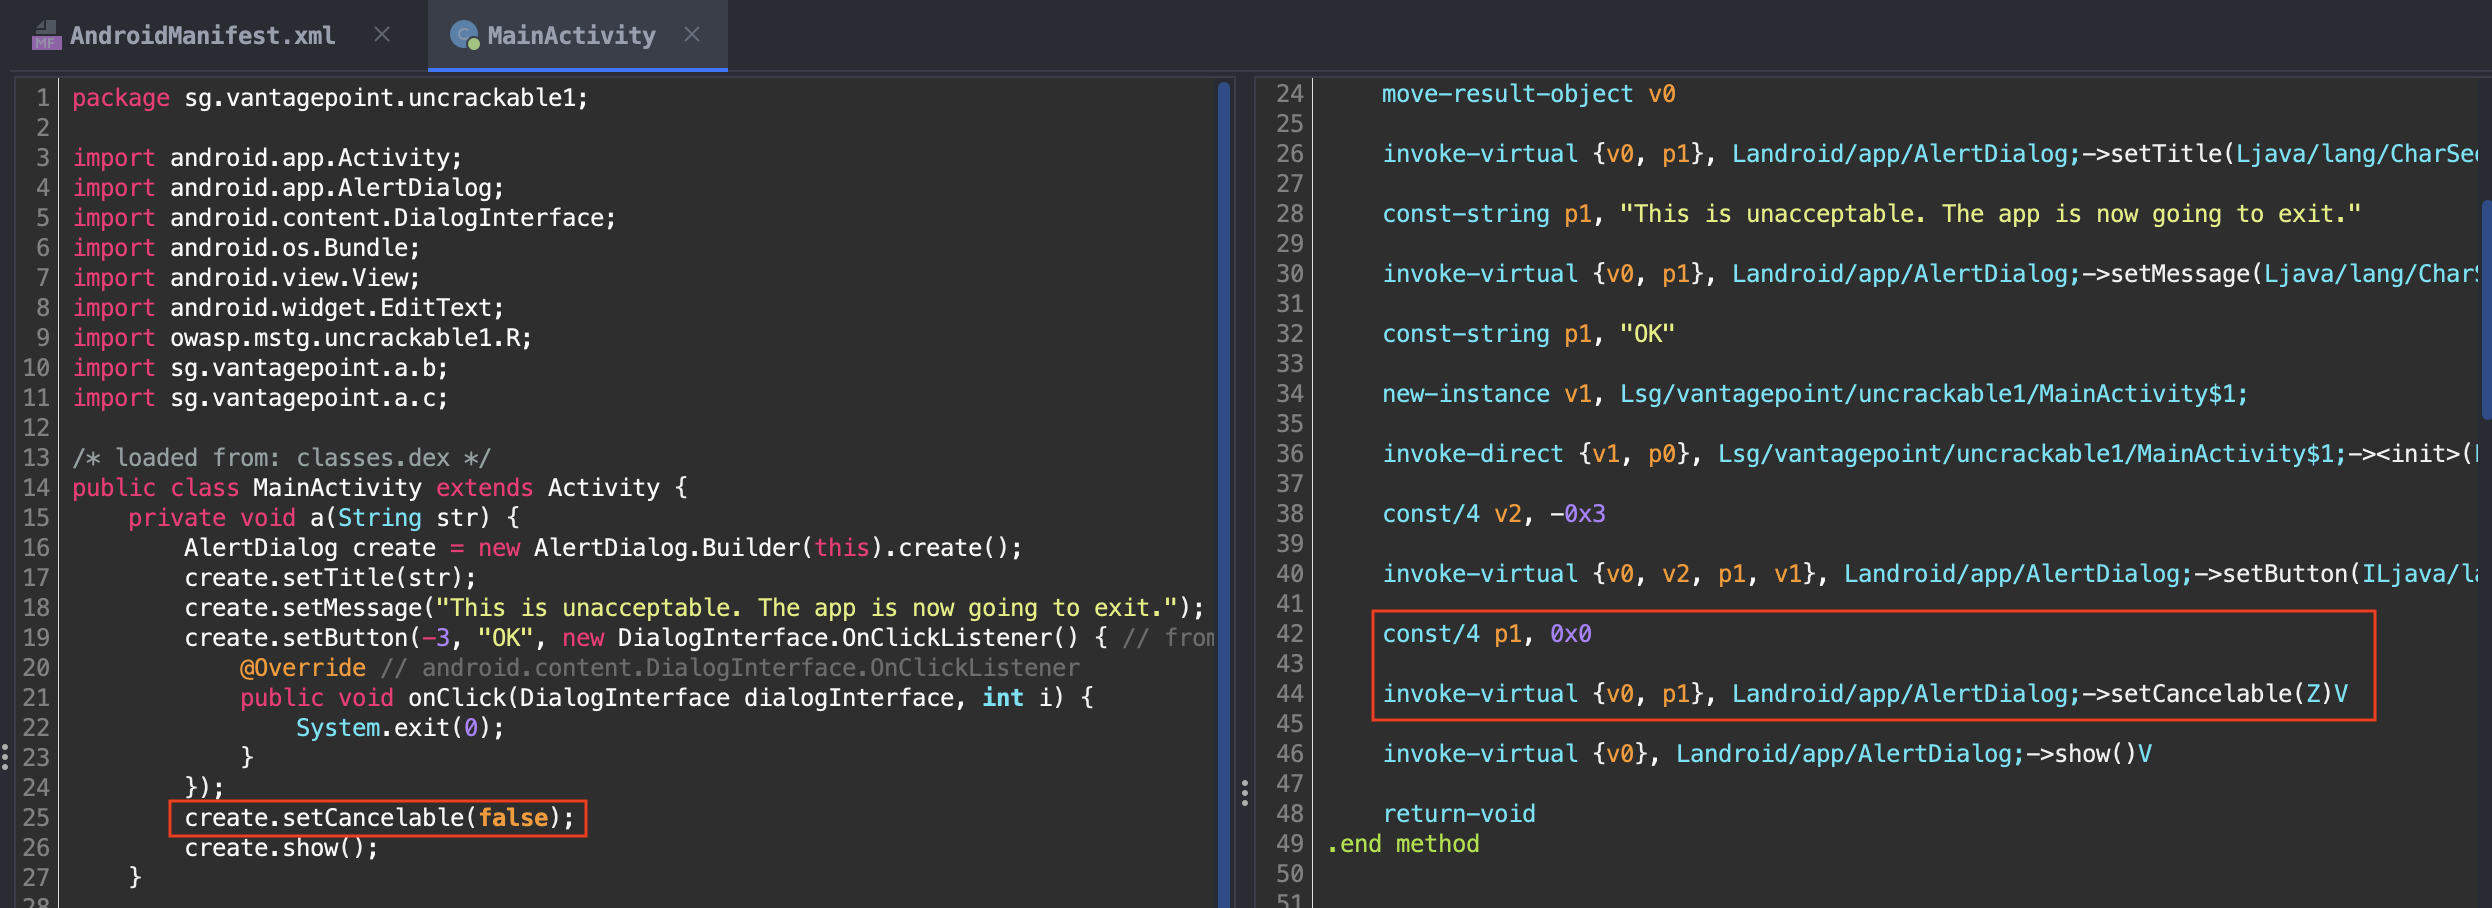 MF AndroidManifest.xml ×
C MainActivity ×
1 package sg.vantagepoint.uncrackable1;
2
3 import android.app.Activity;
4 import android.app.AlertDialog;
5 import android.content.DialogInterface;
6 import android.os.Bundle;
7 import android.view.View;
8 import android.widget.EditText;
9 import owasp.mstg.uncrackable1.R;
10 import sg.vantagepoint.a.b;
11 import sg.vantagepoint.a.c;
12
13 /* loaded from: classes.dex */
14 public class MainActivity extends Activity {
15     private void a(String str) {
16         AlertDialog create = new AlertDialog.Builder(this).create();
17         create.setTitle(str);
18         create.setMessage("This is unacceptable. The app is now going to exit.");
19         create.setButton(-3, "OK", new DialogInterface.OnClickListener() { // from
20             @Override // android.content.DialogInterface.OnClickListener
21             public void onClick(DialogInterface dialogInterface, int i) {
22                 System.exit(0);
23             }
24         });
25         create.setCancelable(false);
26         create.show();
27     }
28
24     move-result-object v0
25
26     invoke-virtual {v0, p1}, Landroid/app/AlertDialog;->setTitle(Ljava/lang/CharSe
27
28     const-string p1, "This is unacceptable. The app is now going to exit."
29
30     invoke-virtual {v0, p1}, Landroid/app/AlertDialog;->setMessage(Ljava/lang/Char
31
32     const-string p1, "OK"
33
34     new-instance v1, Lsg/vantagepoint/uncrackable1/MainActivity$1;
35
36     invoke-direct {v1, p0}, Lsg/vantagepoint/uncrackable1/MainActivity$1;-><init>(
37
38     const/4 v2, -0x3
39
40     invoke-virtual {v0, v2, p1, v1}, Landroid/app/AlertDialog;->setButton(ILjava/l
41
42     const/4 p1, 0x0
43
44     invoke-virtual {v0, p1}, Landroid/app/AlertDialog;->setCancelable(Z)V
45
46     invoke-virtual {v0}, Landroid/app/AlertDialog;->show()V
47
48     return-void
49 .end method
50
51